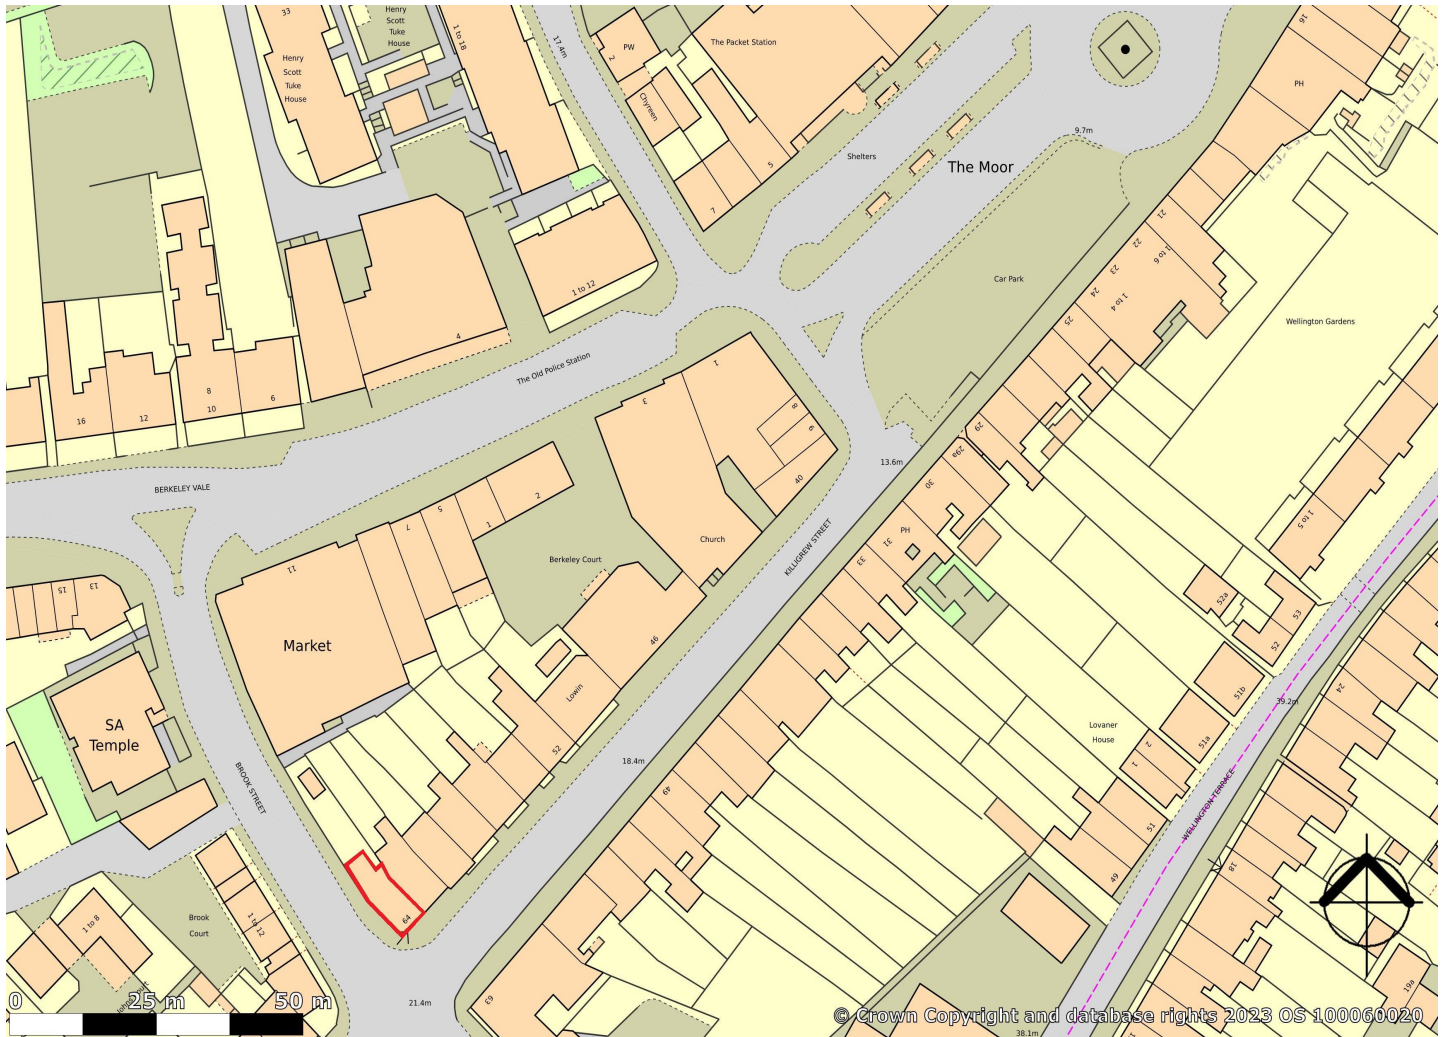 33
Henry
Scott
Tuke
House
1 to 18
17.4m
PW
2
The Packet Station
16
PH
Henry
Scott
Tuke
House
Chyreen
5
7
Shelters
9.7m
The Moor
21
22
1 to 6
23
24
1 to 4
25
Car Park
Wellington Gardens
1 to 12
4
The Old Police Station
8
10
6
16
12
1
3
8
6
40
29
29a
13.6m
30
PH
31
33
1 to 5
BERKELEY VALE
2
5
1
7
11
Berkeley Court
Church
KILLIGREW STREET
15
13
Market
46
Lowin
52
52a
53
52
51b
24
39.2m
SA
Temple
Lovaner
House
51a
2
1
18.4m
49
BROOK STREET
WELLINGTON TERRACE
51
49
18
64
1 to 8
Brook
Court
1 to 12
63
21.4m
19a
38.1m
0
25 m
50 m
© Crown Copyright and database rights 2023 OS 100060020